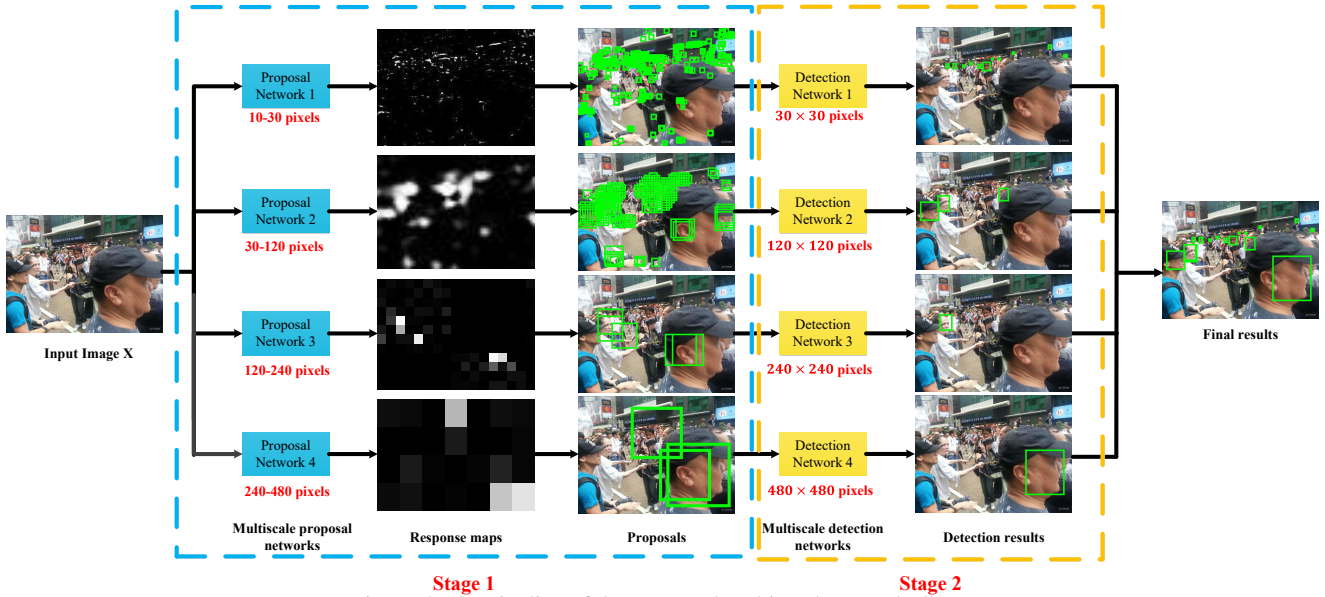 Proposal
Network 1
10-30 pixels
Detection
Network 1
30 × 30 pixels
Proposal
Network 2
30-120 pixels
Detection
Network 2
120 × 120 pixels
Input Image X
Proposal
Network 3
120-240 pixels
Detection
Network 3
240 × 240 pixels
Final results
Proposal
Network 4
240-480 pixels
Detection
Network 4
480 × 480 pixels
Multiscale proposal
networks
Response maps
Proposals
Multiscale detection
networks
Detection results
Stage 1
Stage 2